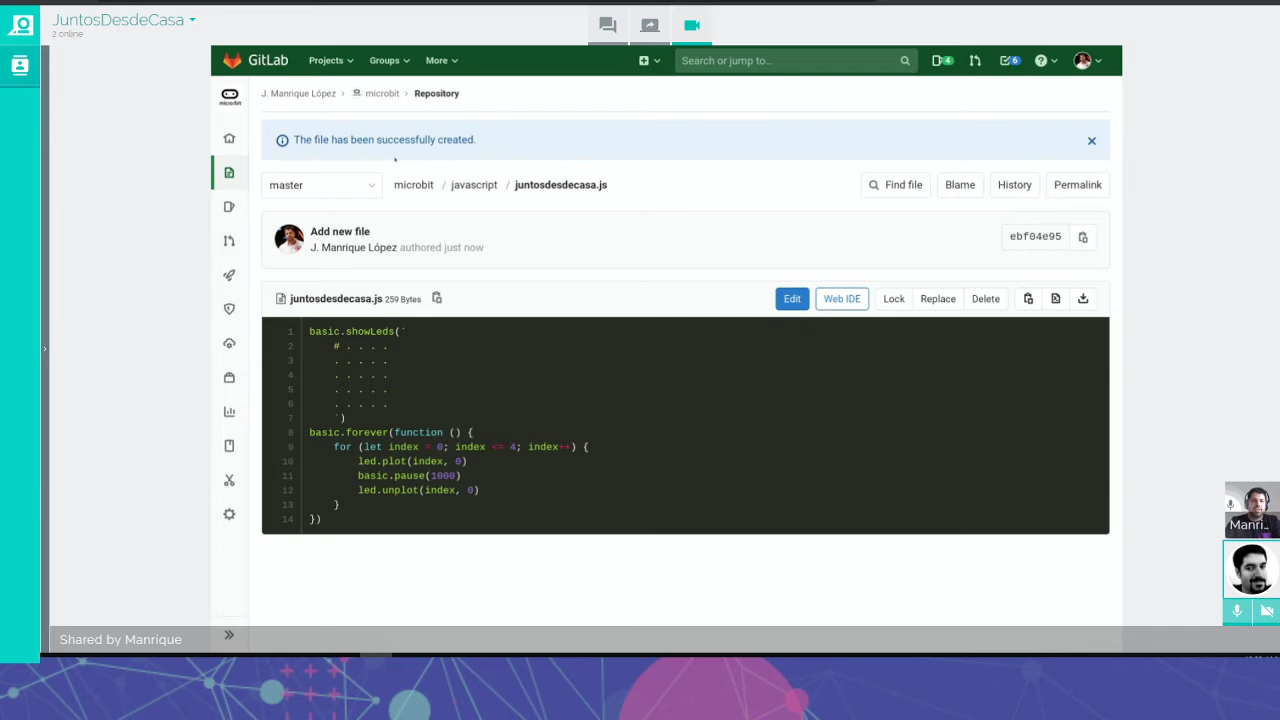 JuntosDesdeCasa
2 online
GitLab Projects Groups More Search or jump to... 4 6
micro:bit
J. Manrique López > microbit > Repository
The file has been successfully created.
master microbit / javascript / juntosdesdecasa.js Find file Blame History Permalink
Add new file
J. Manrique López authored just now
ebf04e95
juntosdesdecasa.js 259 Bytes Edit Web IDE Lock Replace Delete
1 basic.showLeds(`
2     # . . . .
3     . . . . .
4     . . . . .
5     . . . . .
6     . . . . .
7     `)
8 basic.forever(function () {
9     for (let index = 0; index <= 4; index++) {
10         led.plot(index, 0)
11         basic.pause(1000)
12         led.unplot(index, 0)
13     }
14 })
Manri...
Shared by Manrique